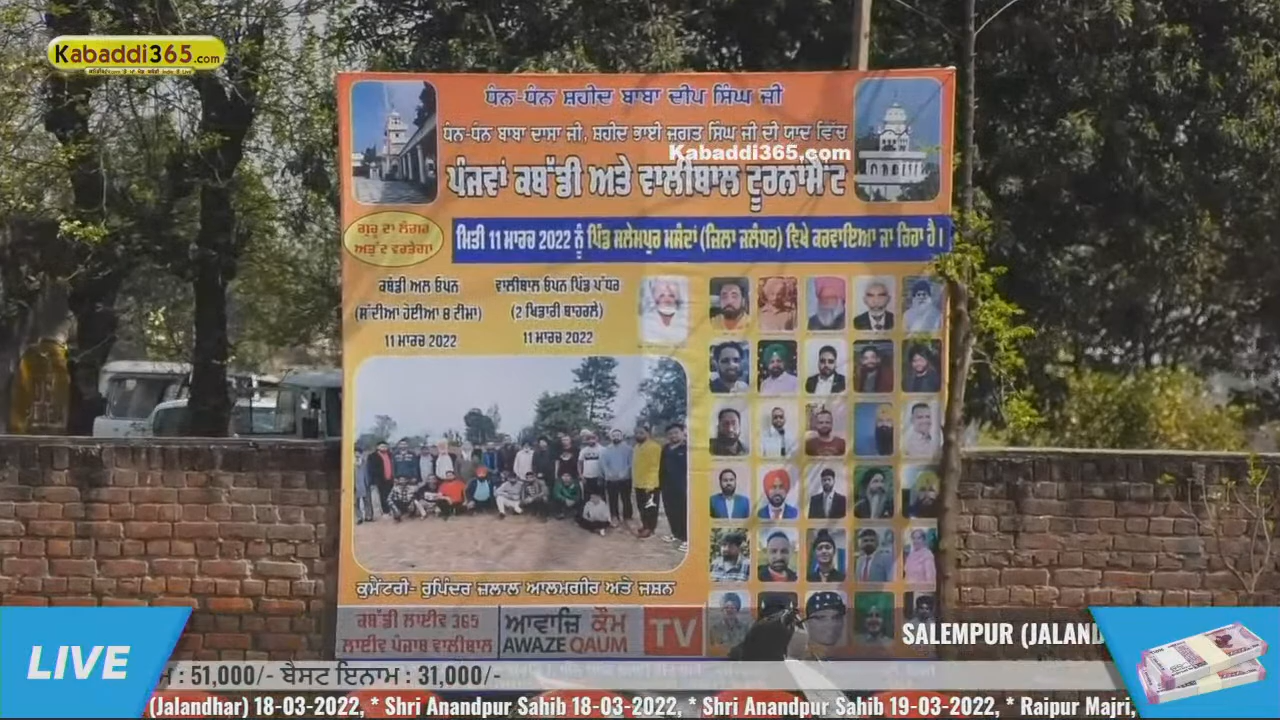 Kabaddi365.com
ਧੰਨ-ਧੰਨ ਸ਼ਹੀਦ ਬਾਬਾ ਦੀਪ ਸਿੰਘ ਜੀ
ਧੰਨ-ਧੰਨ ਬਾਬਾ ਦਾਸਾ ਜੀ, ਸ਼ਹੀਦ ਭਾਈ ਜਗਤ ਸਿੰਘ ਜੀ ਦੀ ਯਾਦ ਵਿੱਚ
Kabaddi365.com
ਪੰਜਵਾਂ ਕਬੱਡੀ ਅਤੇ ਵਾਲੀਬਾਲ ਟੂਰਨਾਂਮੈਂਟ
ਗੁਰੂ ਦਾ ਲੰਗਰ
ਅਤੁੱਟ ਵਰਤੇਗਾ
ਮਿਤੀ 11 ਮਾਰਚ 2022 ਨੂੰ ਪਿੰਡ ਸਲੇਮਪੁਰ ਮਸੰਦਾਂ (ਜ਼ਿਲਾ ਜਲੰਧਰ) ਵਿਖੇ ਕਰਵਾਇਆ ਜਾ ਰਿਹਾ ਹੈ।
ਕਬੱਡੀ ਅਲ ਓਪਨ
(ਸੱਦੀਆ ਹੋਈਆ 8 ਟੀਮਾ)
11 ਮਾਰਚ 2022
ਵਾਲੀਬਾਲ ਓਪਨ ਪਿੰਡ ਪੱਧਰ
(2 ਖਿਡਾਰੀ ਬਾਹਰਲੇ)
11 ਮਾਰਚ 2022
ਕੁਮੈਂਟਰੀ- ਰੁਪਿੰਦਰ ਜਲਾਲ ਆਲਮਗੀਰ ਅਤੇ ਜਸ਼ਨ
ਕਬੱਡੀ ਲਾਈਵ 365
ਲਾਈਵ ਪੰਜਾਬ ਵਾਲੀਬਾਲ
ਆਵਾਜ਼ਿ ਕੌਮ
AWAZE QAUM
TV
SALEMPUR (JALAND
LIVE
ਮ : 51,000/- ਬੈਸਟ ਇਨਾਮ : 31,000/-
(Jalandhar) 18-03-2022, * Shri Anandpur Sahib 18-03-2022, * Shri Anandpur Sahib 19-03-2022, * Raipur Majri,